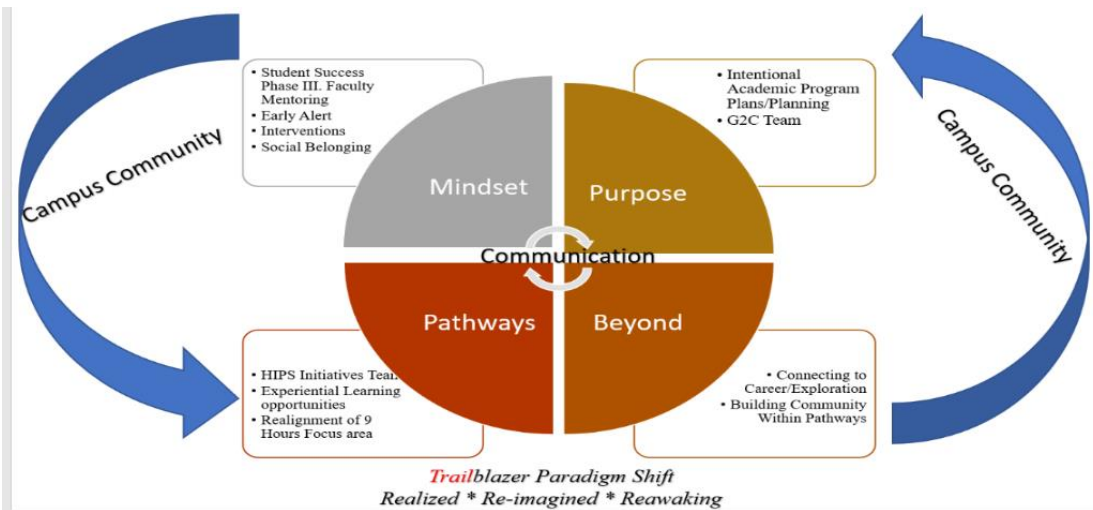 Campus Community
• Student Success
Phase III. Faculty
Mentoring
• Early Alert
• Interventions
• Social Belonging
• Intentional
Academic Program
Plans/Planning
• G2C Team
Campus Community
Mindset
Purpose
Communication
Pathways
Beyond
• HIPS Initiatives Team
• Experiential Learning
opportunities
• Realignment of 9
Hours Focus area
• Connecting to
Career/Exploration
• Building Community
Within Pathways
Trailblazer Paradigm Shift
Realized * Re-imagined * Reawaking